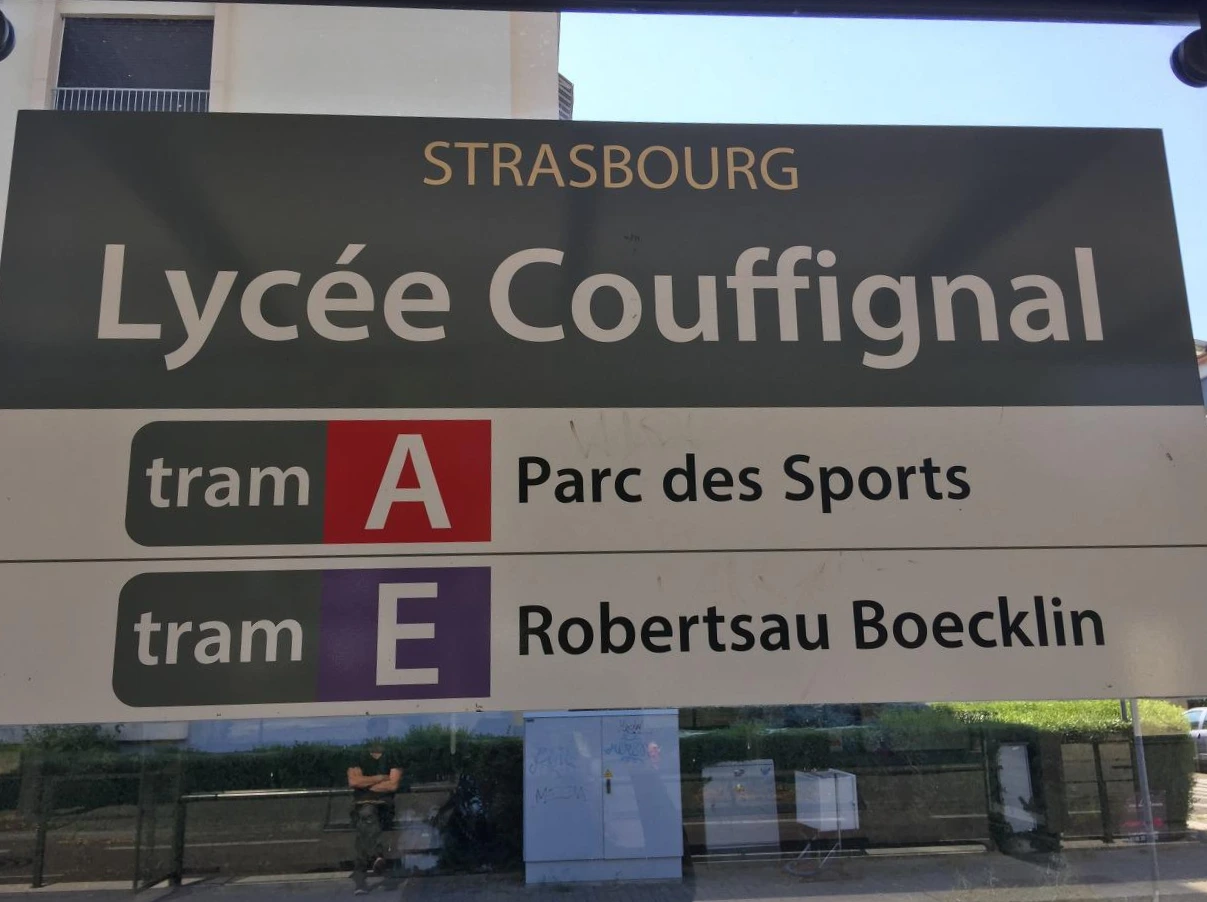 STRASBOURG
Lycée Couffignal
tram A Parc des Sports
tram E Robertsau Boecklin